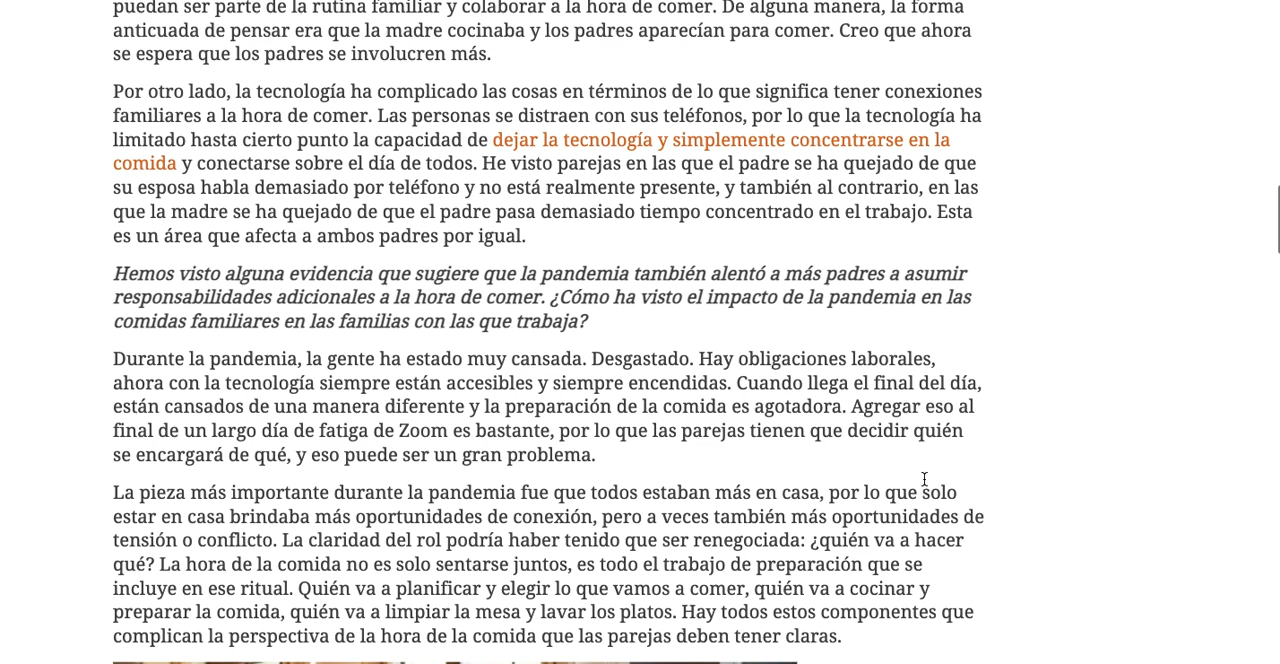 puedan ser parte de la rutina familiar y colaborar a la hora de comer. De alguna manera, la forma
anticuada de pensar era que la madre cocinaba y los padres aparecían para comer. Creo que ahora
se espera que los padres se involucren más.
Por otro lado, la tecnología ha complicado las cosas en términos de lo que significa tener conexiones
familiares a la hora de comer. Las personas se distraen con sus teléfonos, por lo que la tecnología ha
limitado hasta cierto punto la capacidad de dejar la tecnología y simplemente concentrarse en la
comida y conectarse sobre el día de todos. He visto parejas en las que el padre se ha quejado de que
su esposa habla demasiado por teléfono y no está realmente presente, y también al contrario, en las
que la madre se ha quejado de que el padre pasa demasiado tiempo concentrado en el trabajo. Esta
es un área que afecta a ambos padres por igual.
Hemos visto alguna evidencia que sugiere que la pandemia también alentó a más padres a asumir
responsabilidades adicionales a la hora de comer. ¿Cómo ha visto el impacto de la pandemia en las
comidas familiares en las familias con las que trabaja?
Durante la pandemia, la gente ha estado muy cansada. Desgastado. Hay obligaciones laborales,
ahora con la tecnología siempre están accesibles y siempre encendidas. Cuando llega el final del día,
están cansados de una manera diferente y la preparación de la comida es agotadora. Agregar eso al
final de un largo día de fatiga de Zoom es bastante, por lo que las parejas tienen que decidir quién
se encargará de qué, y eso puede ser un gran problema.
La pieza más importante durante la pandemia fue que todos estaban más en casa, por lo que solo
estar en casa brindaba más oportunidades de conexión, pero a veces también más oportunidades de
tensión o conflicto. La claridad del rol podría haber tenido que ser renegociada: ¿quién va a hacer
qué? La hora de la comida no es solo sentarse juntos, es todo el trabajo de preparación que se
incluye en ese ritual. Quién va a planificar y elegir lo que vamos a comer, quién va a cocinar y
preparar la comida, quién va a limpiar la mesa y lavar los platos. Hay todos estos componentes que
complican la perspectiva de la hora de la comida que las parejas deben tener claras.